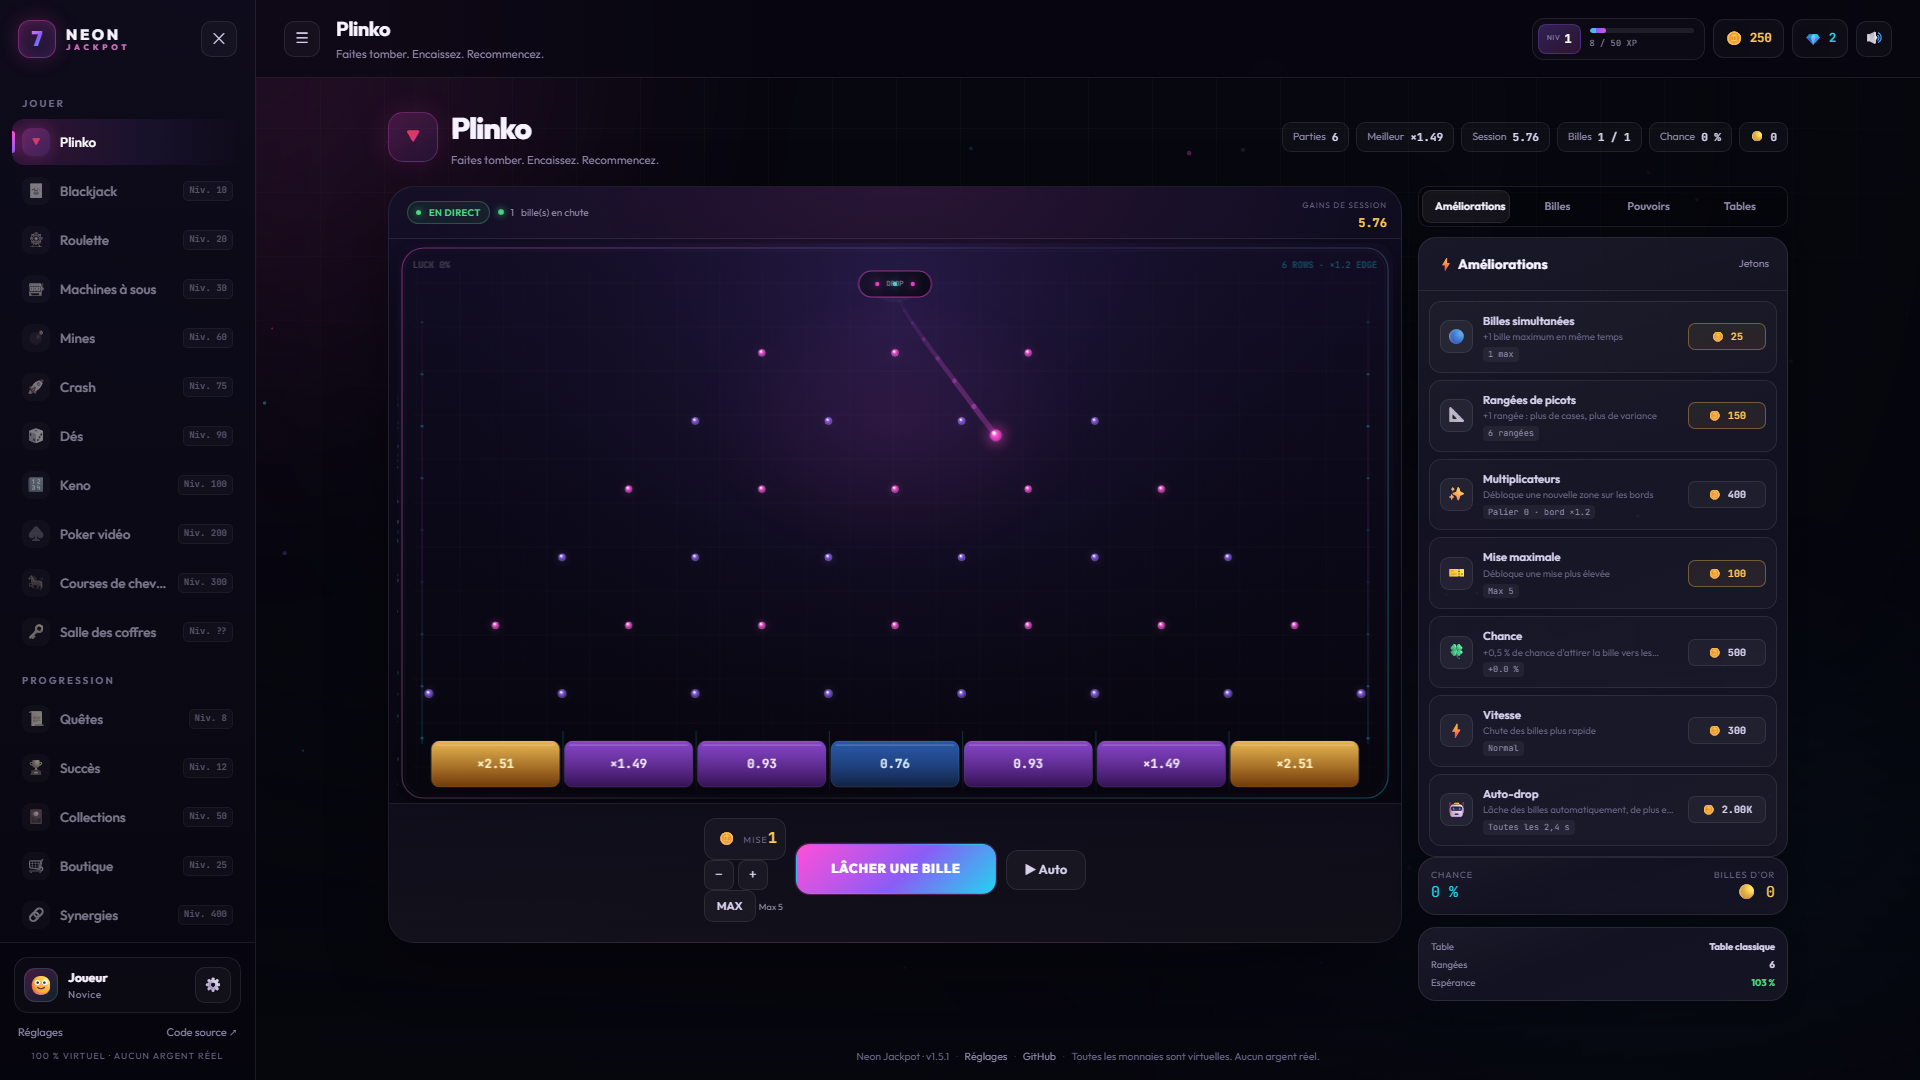 7 NEON
JACKPOT
JOUER
Plinko
Blackjack Niv. 10
Roulette Niv. 20
Machines à sous Niv. 30
Mines Niv. 60
Crash Niv. 75
Dés Niv. 90
Keno Niv. 100
Poker vidéo Niv. 200
Courses de chev... Niv. 300
Salle des coffres Niv. ??
PROGRESSION
Quêtes Niv. 8
Succès Niv. 12
Collections Niv. 50
Boutique Niv. 25
Synergies Niv. 400
Joueur
Novice
Réglages Code source ↗
100 % VIRTUEL · AUCUN ARGENT RÉEL
Plinko
Faites tomber. Encaissez. Recommencez.
NIV 1
8 / 50 XP
250
2
Plinko
Faites tomber. Encaissez. Recommencez.
Parties 6
Meilleur ×1.49
Session 5.76
Billes 1 / 1
Chance 0 %
0
EN DIRECT
1 bille(s) en chute
GAINS DE SESSION
5.76
LUCK 0%
6 ROWS · ×1.2 EDGE
×2.51
×1.49
0.93
0.76
0.93
×1.49
×2.51
MISE 1
− +
MAX Max 5
LÂCHER UNE BILLE
▶ Auto
Améliorations Billes Pouvoirs Tables
Améliorations Jetons
Billes simultanées
+1 bille maximum en même temps
1 max
25
Rangées de picots
+1 rangée : plus de cases, plus de variance
6 rangées
150
Multiplicateurs
Débloque une nouvelle zone sur les bords
Palier 0 · bord ×1.2
400
Mise maximale
Débloque une mise plus élevée
Max 5
100
Chance
+0,5 % de chance d'attirer la bille vers les...
+0.0 %
500
Vitesse
Chute des billes plus rapide
Normal
300
Auto-drop
Lâche des billes automatiquement, de plus e...
Toutes les 2,4 s
2.00K
CHANCE
0 %
BILLES D'OR
0
Table Table classique
Rangées 6
Espérance 103 %
Neon Jackpot · v1.5.1 · Réglages · GitHub · Toutes les monnaies sont virtuelles. Aucun argent réel.